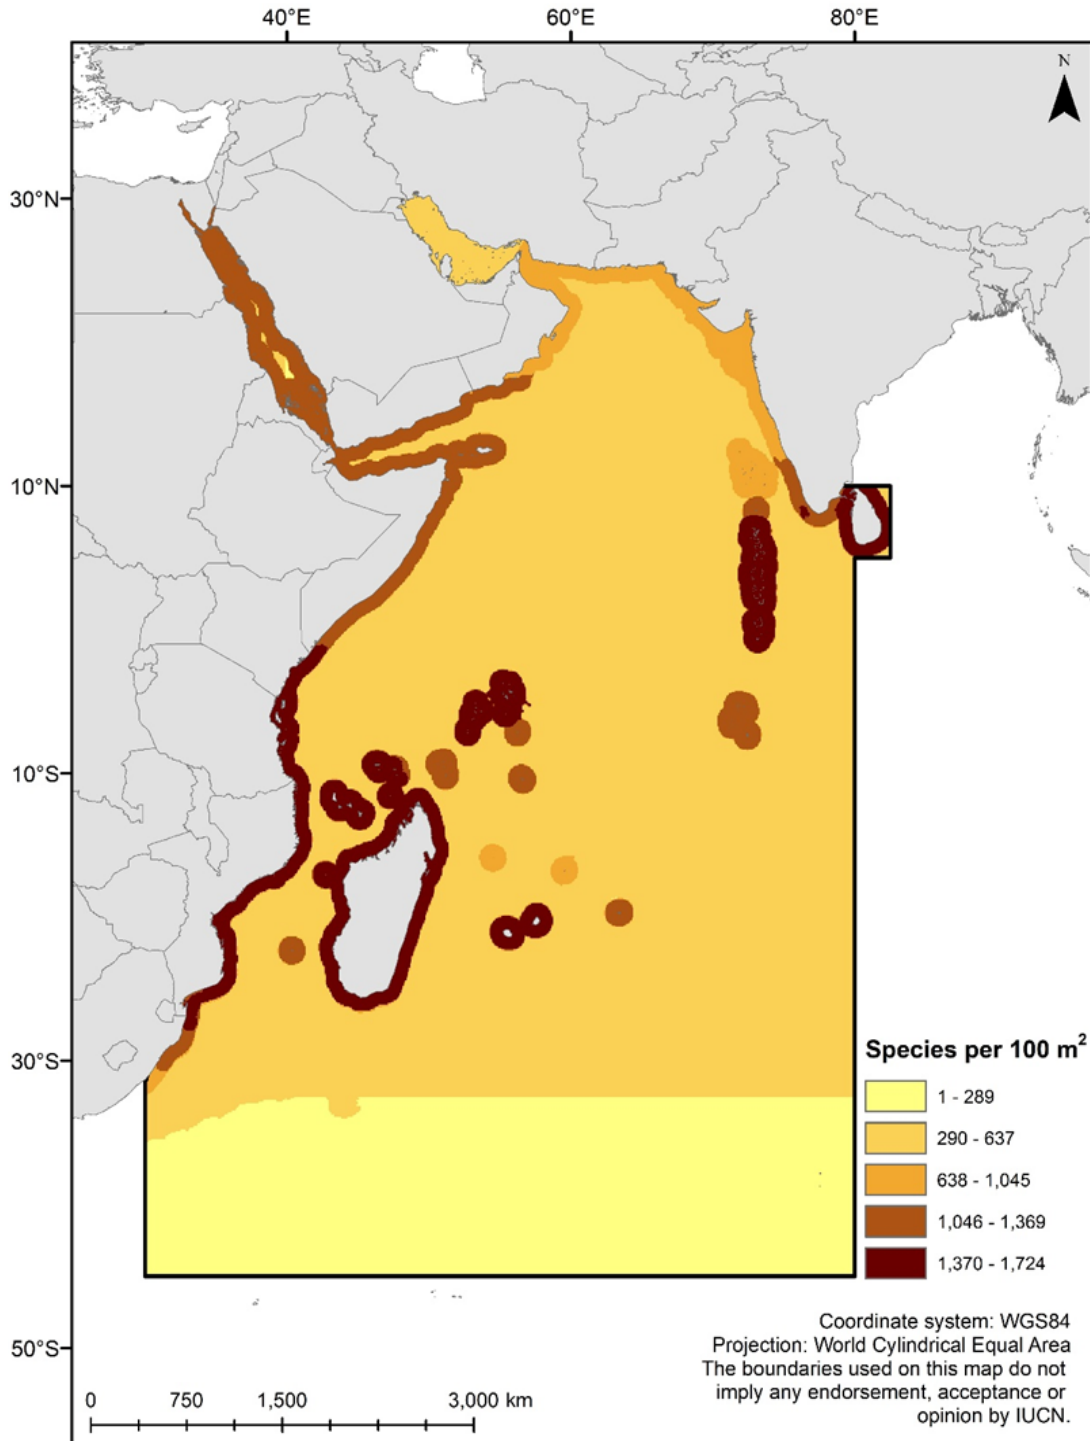 40°E 60°E 80°E
N
30°N
10°N
10°S
30°S
50°S
Species per 100 m²
1 - 289
290 - 637
638 - 1,045
1,046 - 1,369
1,370 - 1,724
Coordinate system: WGS84
Projection: World Cylindrical Equal Area
The boundaries used on this map do not
imply any endorsement, acceptance or
opinion by IUCN.
0 750 1,500 3,000 km